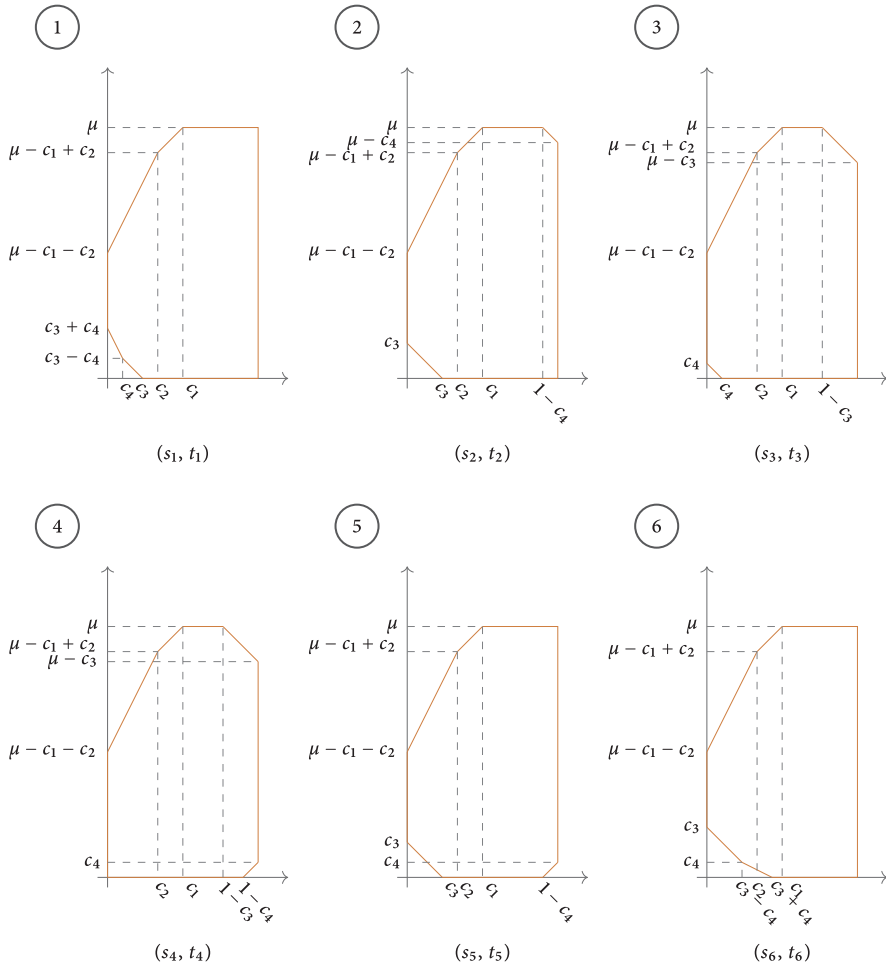 1
2
3
μ
μ − c₁ + c₂
μ − c₁ − c₂
c₃ + c₄
c₃ − c₄
c₄
c₃
c₂
c₁
(s₁, t₁)
μ
μ − c₄
μ − c₁ + c₂
μ − c₁ − c₂
c₃
c₃
c₂
c₁
1 − c₄
(s₂, t₂)
μ
μ − c₁ + c₂
μ − c₃
μ − c₁ − c₂
c₄
c₄
c₂
c₁
1 − c₃
(s₃, t₃)
4
5
6
μ
μ − c₁ + c₂
μ − c₃
μ − c₁ − c₂
c₄
c₂
c₁
1 − c₃
1 − c₄
(s₄, t₄)
μ
μ − c₁ + c₂
μ − c₁ − c₂
c₃
c₄
c₃
c₂
c₁
1 − c₄
(s₅, t₅)
μ
μ − c₁ + c₂
μ − c₁ − c₂
c₃
c₄
c₃ − c₄
c₂
c₃ + c₄
c₁
(s₆, t₆)